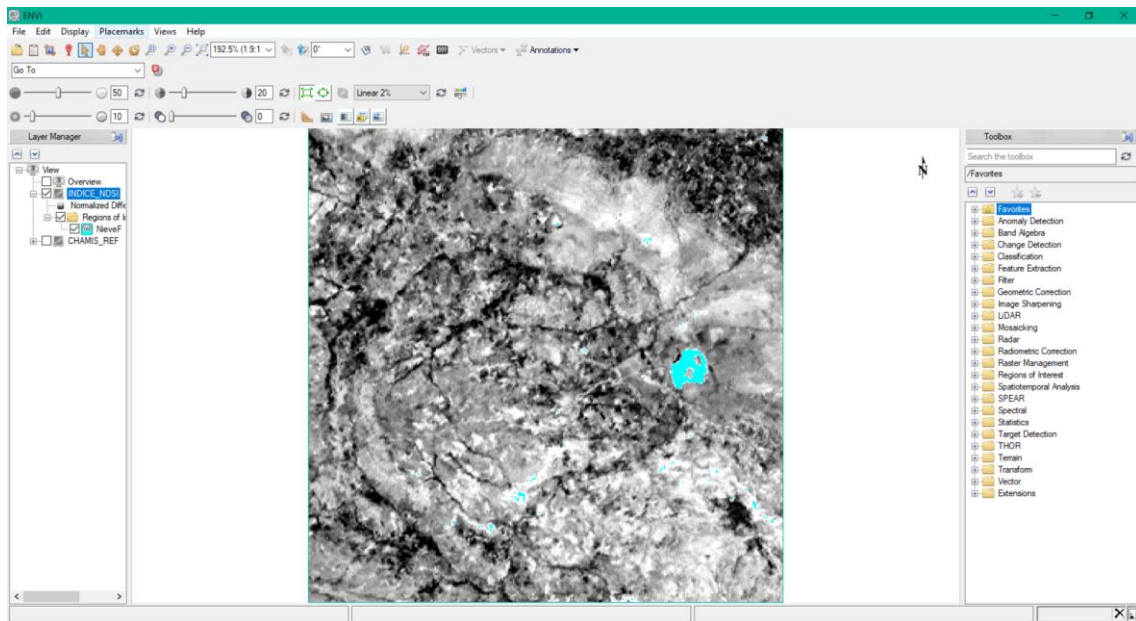 ENVI
File Edit Display Placemarks Views Help
192.5% (1.9:1 0° Vectors Annotations
Go To
50 20 Linear 2%
10 0
Layer Manager
Toolbox
Search the toolbox
/Favorites
View
Overview
INDICE_NDSI
Normalized Diffe
Regions of I
NieveF
CHAMIS_REF
N
Favorites
Anomaly Detection
Band Algebra
Change Detection
Classification
Feature Extraction
Filter
Geometric Correction
Image Sharpening
LiDAR
Mosaicking
Radar
Radiometric Correction
Raster Management
Regions of Interest
Spatiotemporal Analysis
SPEAR
Spectral
Statistics
Target Detection
THOR
Terrain
Transform
Vector
Extensions